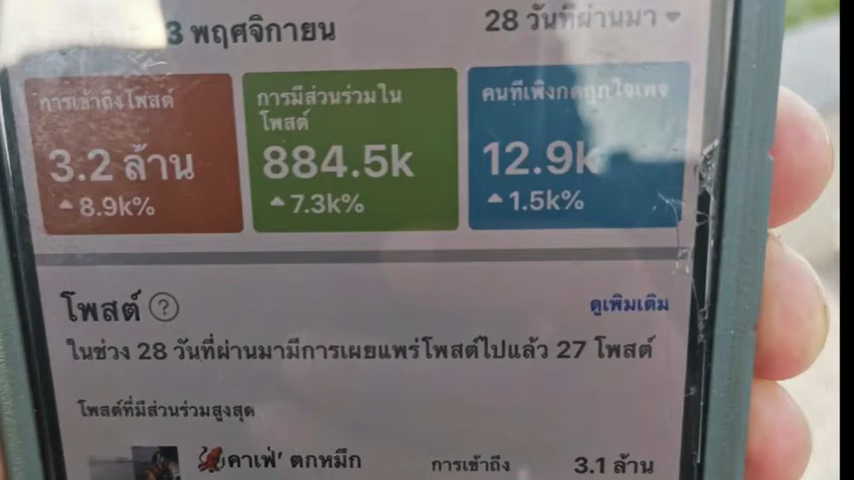 3 พฤศจิกายน
28 วันที่ผ่านมา
การเข้าถึงโพสต์
3.2 ล้าน
8.9k%
การมีส่วนร่วมใน
โพสต์
884.5k
7.3k%
คนที่เพิ่งกดถูกใจเพจ
12.9k
1.5k%
โพสต์ ?
ดูเพิ่มเติม
ในช่วง 28 วันที่ผ่านมามีการเผยแพร่โพสต์ไปแล้ว 27 โพสต์
โพสต์ที่มีส่วนร่วมสูงสุด
คาเฟ่' ตกหมึก
การเข้าถึง
3.1 ล้าน